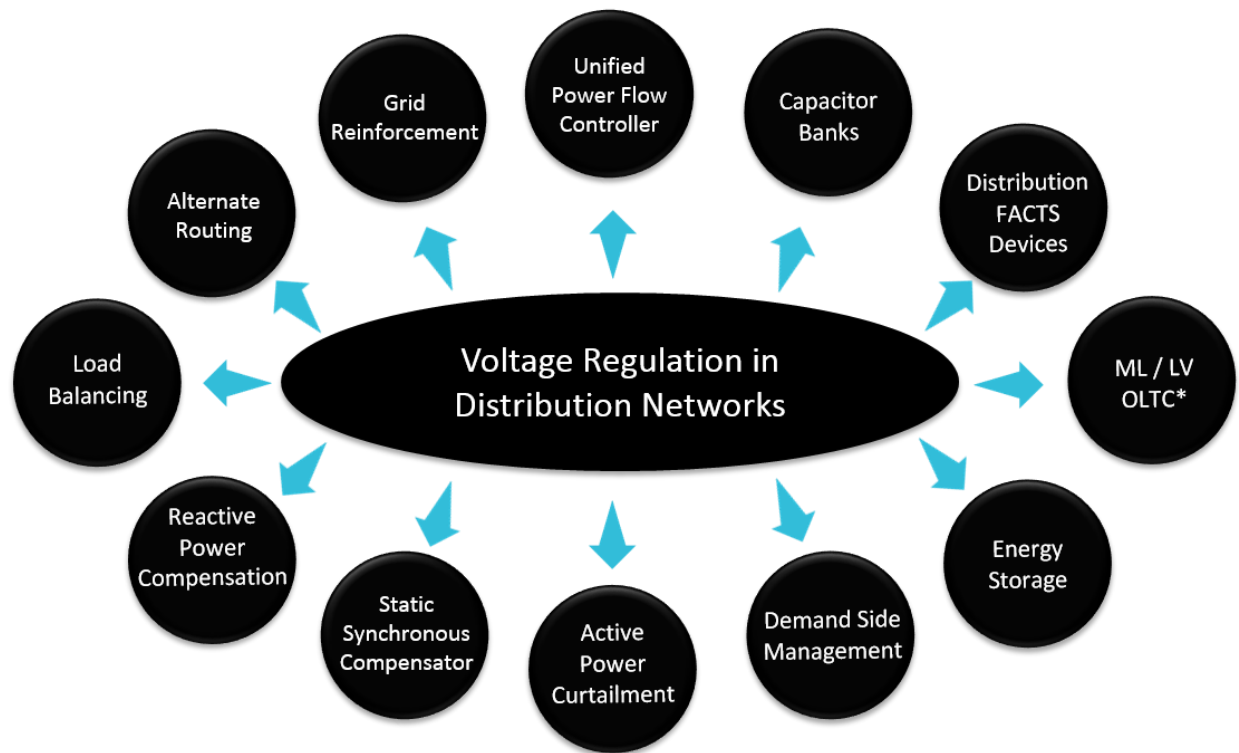 Unified
Power Flow
Controller
Grid
Reinforcement
Capacitor
Banks
Alternate
Routing
Distribution
FACTS
Devices
Load
Balancing
Voltage Regulation in
Distribution Networks
ML / LV
OLTC*
Reactive
Power
Compensation
Energy
Storage
Static
Synchronous
Compensator
Active
Power
Curtailment
Demand Side
Management